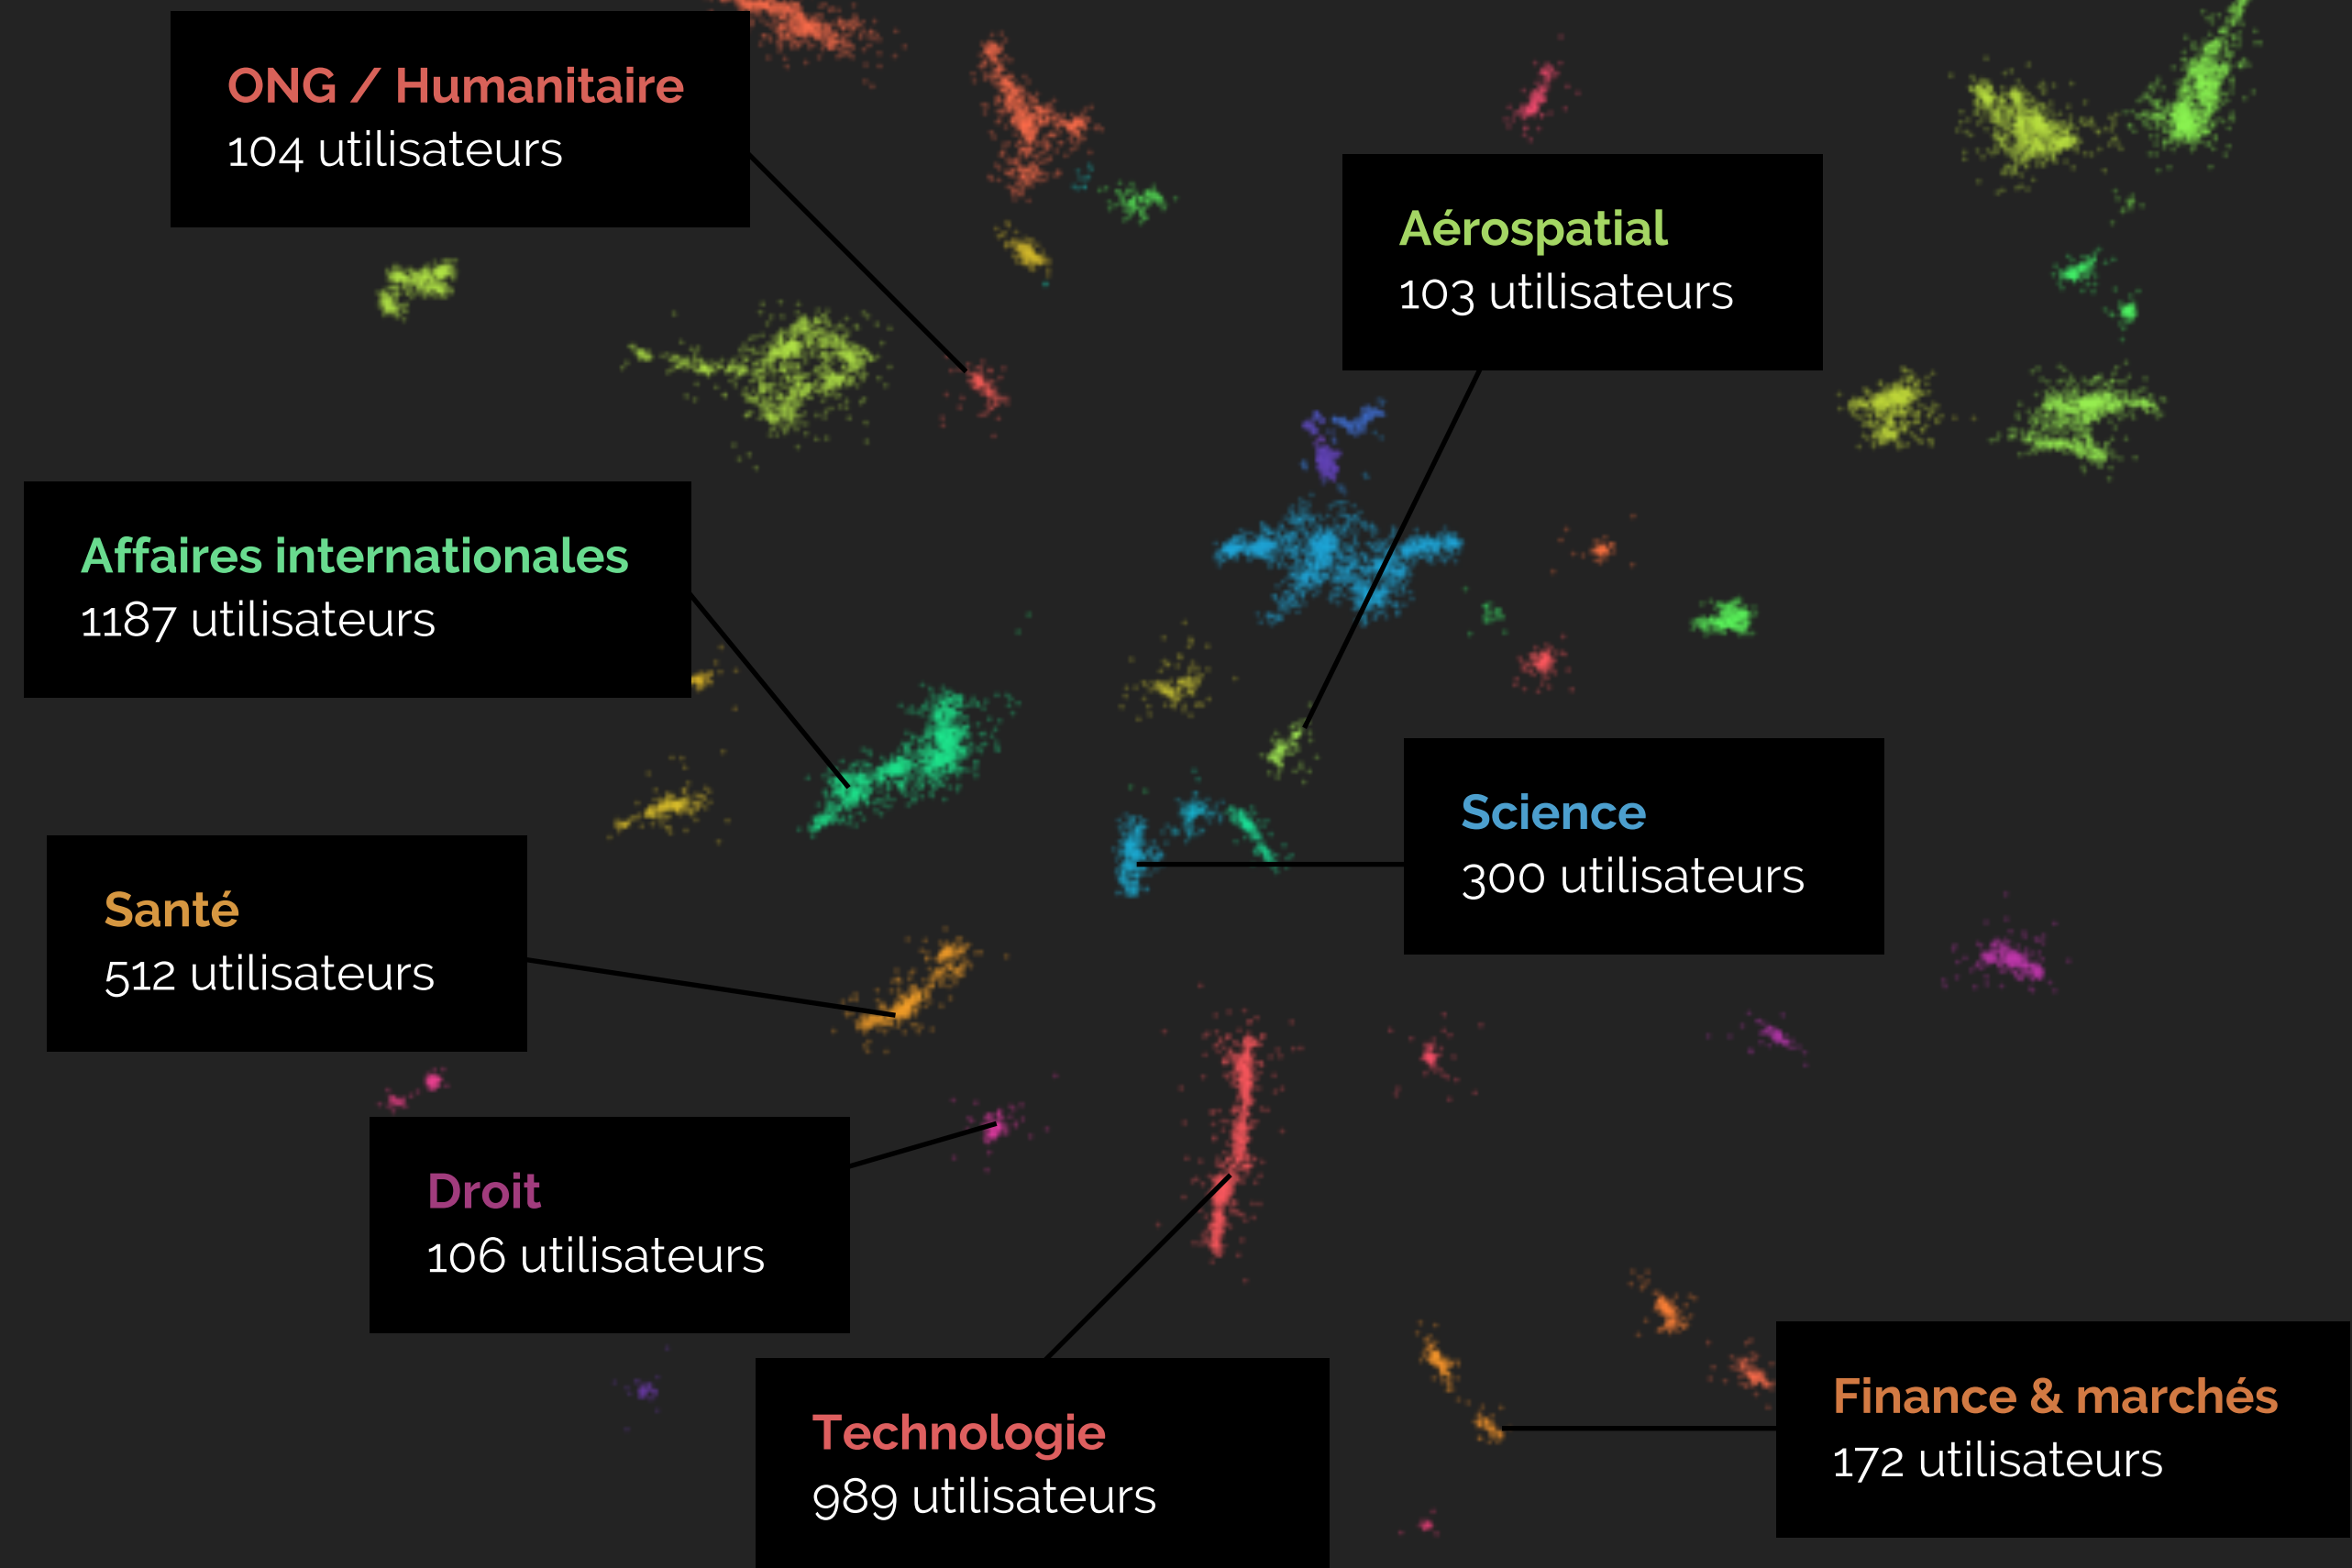 ONG / Humanitaire
104 utilisateurs
Aérospatial
103 utilisateurs
Affaires internationales
1187 utilisateurs
Science
300 utilisateurs
Santé
512 utilisateurs
Droit
106 utilisateurs
Technologie
989 utilisateurs
Finance & marchés
172 utilisateurs